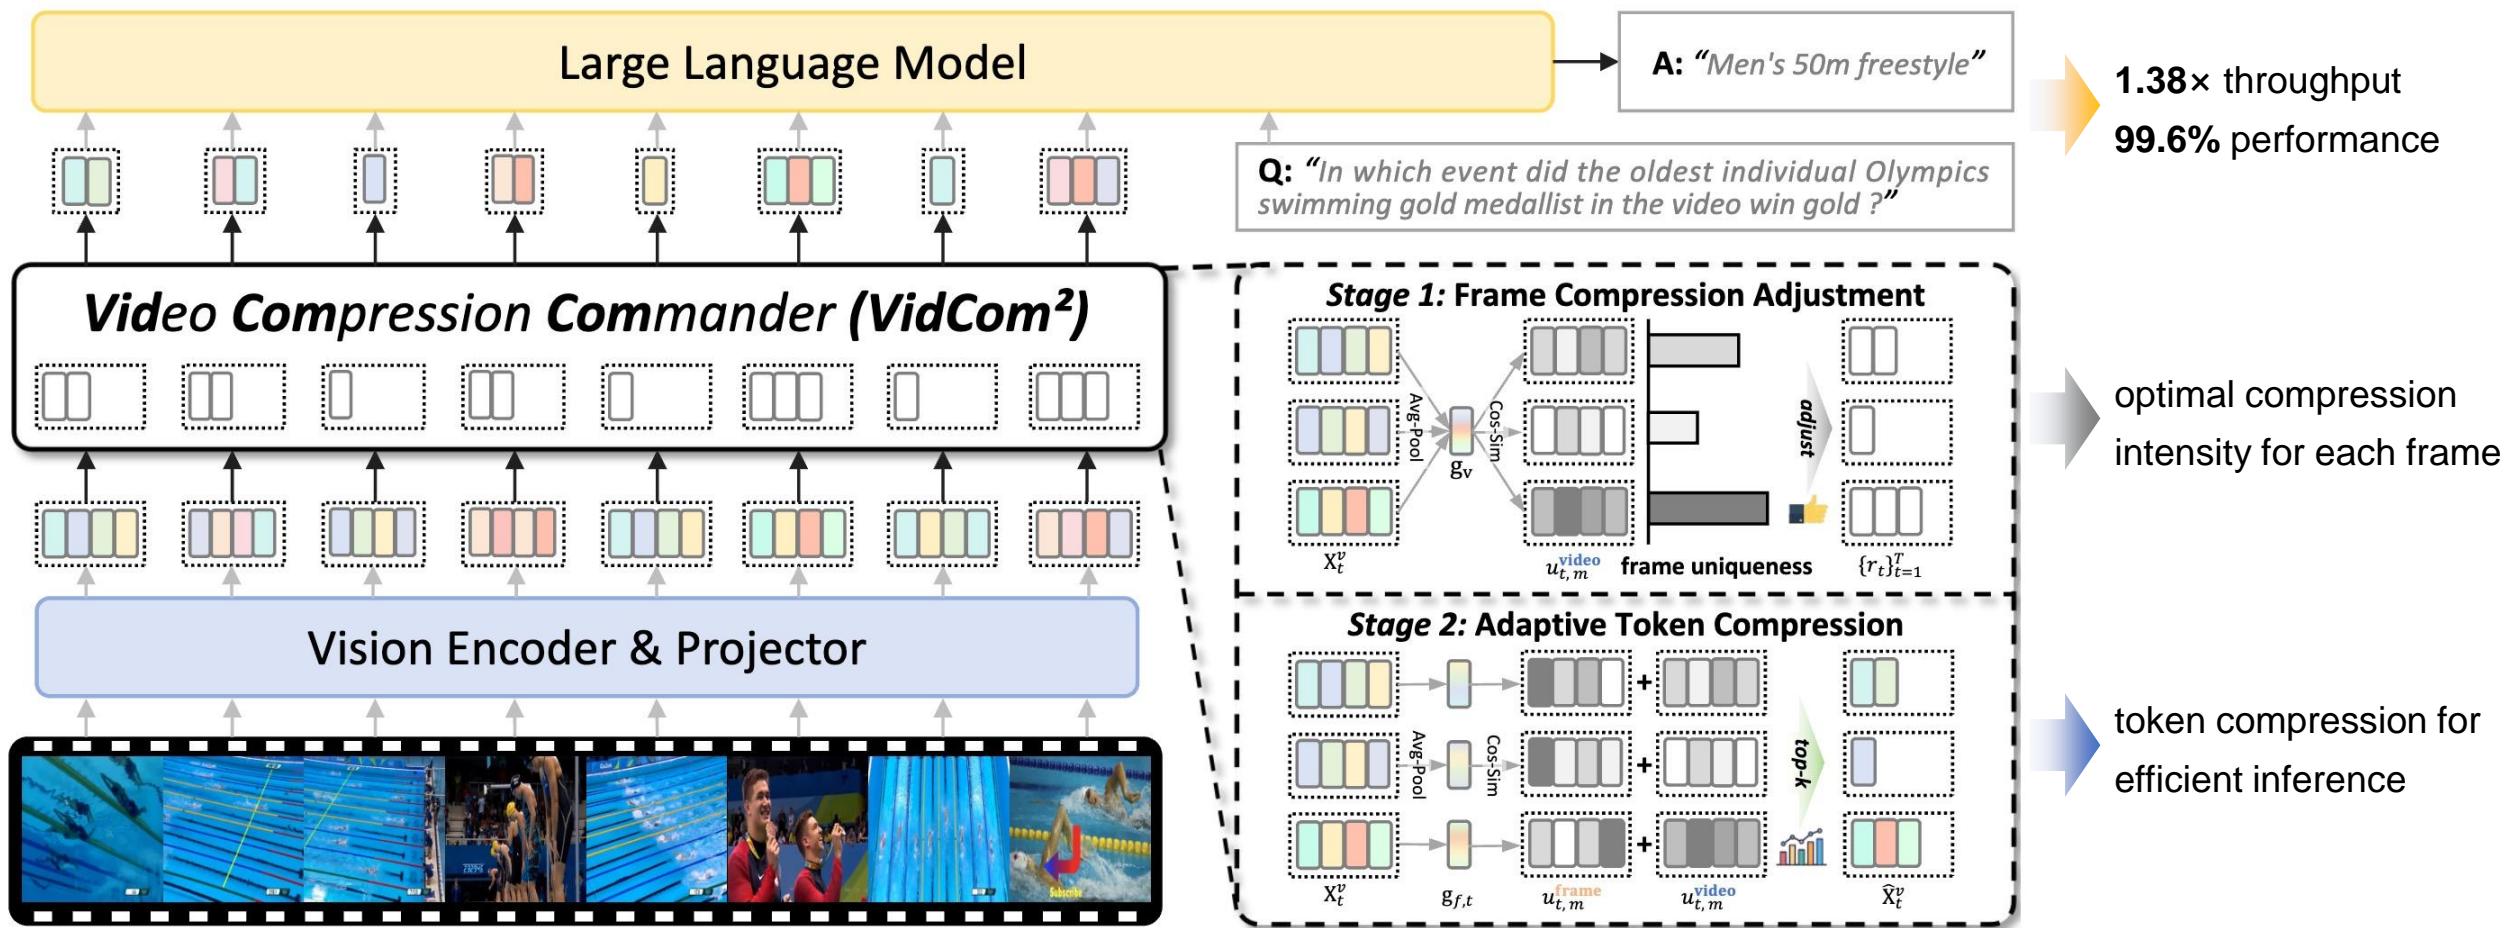 Large Language Model
A: “Men's 50m freestyle”
1.38× throughput
99.6% performance
Q: “In which event did the oldest individual Olympics
swimming gold medallist in the video win gold ?”
Video Compression Commander (VidCom²)
Stage 1: Frame Compression Adjustment
Avg-Pool
g_v
Cos-Sim
adjust
X_t^v
u_{t,m}^{video}
frame uniqueness
{r_t}_{t=1}^T
optimal compression
intensity for each frame
Vision Encoder & Projector
Stage 2: Adaptive Token Compression
Avg-Pool
Cos-Sim
+
+
+
top-k
X_t^v
g_{f,t}
u_{t,m}^{frame}
u_{t,m}^{video}
X̂_t^v
token compression for
efficient inference
Subscribe